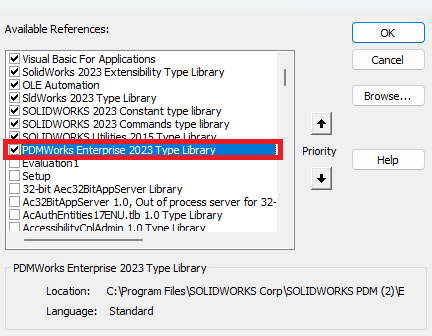 Available References:
OK
Visual Basic For Applications
SolidWorks 2023 Extensibility Type Library
OLE Automation
Cancel
SldWorks 2023 Type Library
SOLIDWORKS 2023 Constant type library
Browse...
SOLIDWORKS 2023 Commands type library
SOLIDWORKS Utilities 2015 Type Library
PDMWorks Enterprise 2023 Type Library
Priority
Evaluation1
Help
Setup
32-bit Aec32BitAppServer Library
Ac32BitAppServer 1.0, Out of process server for 32-
AcAuthEntities17ENU.tlb 1.0 Type Library
AccessibilityCplAdmin 1.0 Type Library
PDMWorks Enterprise 2023 Type Library
Location: C:\Program Files\SOLIDWORKS Corp\SOLIDWORKS PDM (2)\E
Language: Standard